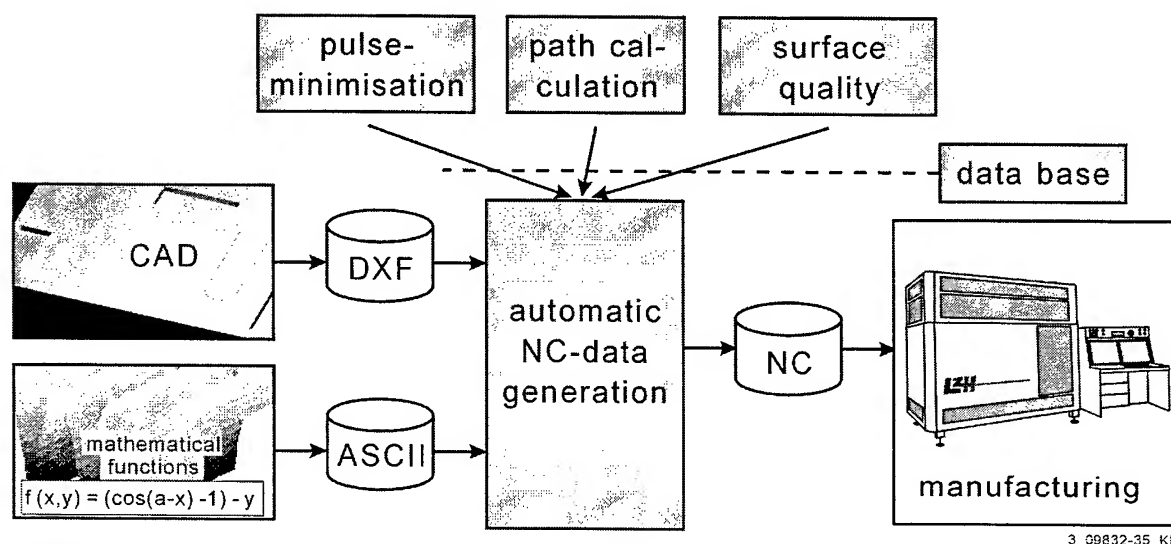 pulse-
minimisation
path cal-
culation
surface
quality
data base
CAD
DXF
automatic
NC-data
generation
NC
LZH
manufacturing
mathematical
functions
f(x,y) = (cos(a-x) -1) - y
ASCII